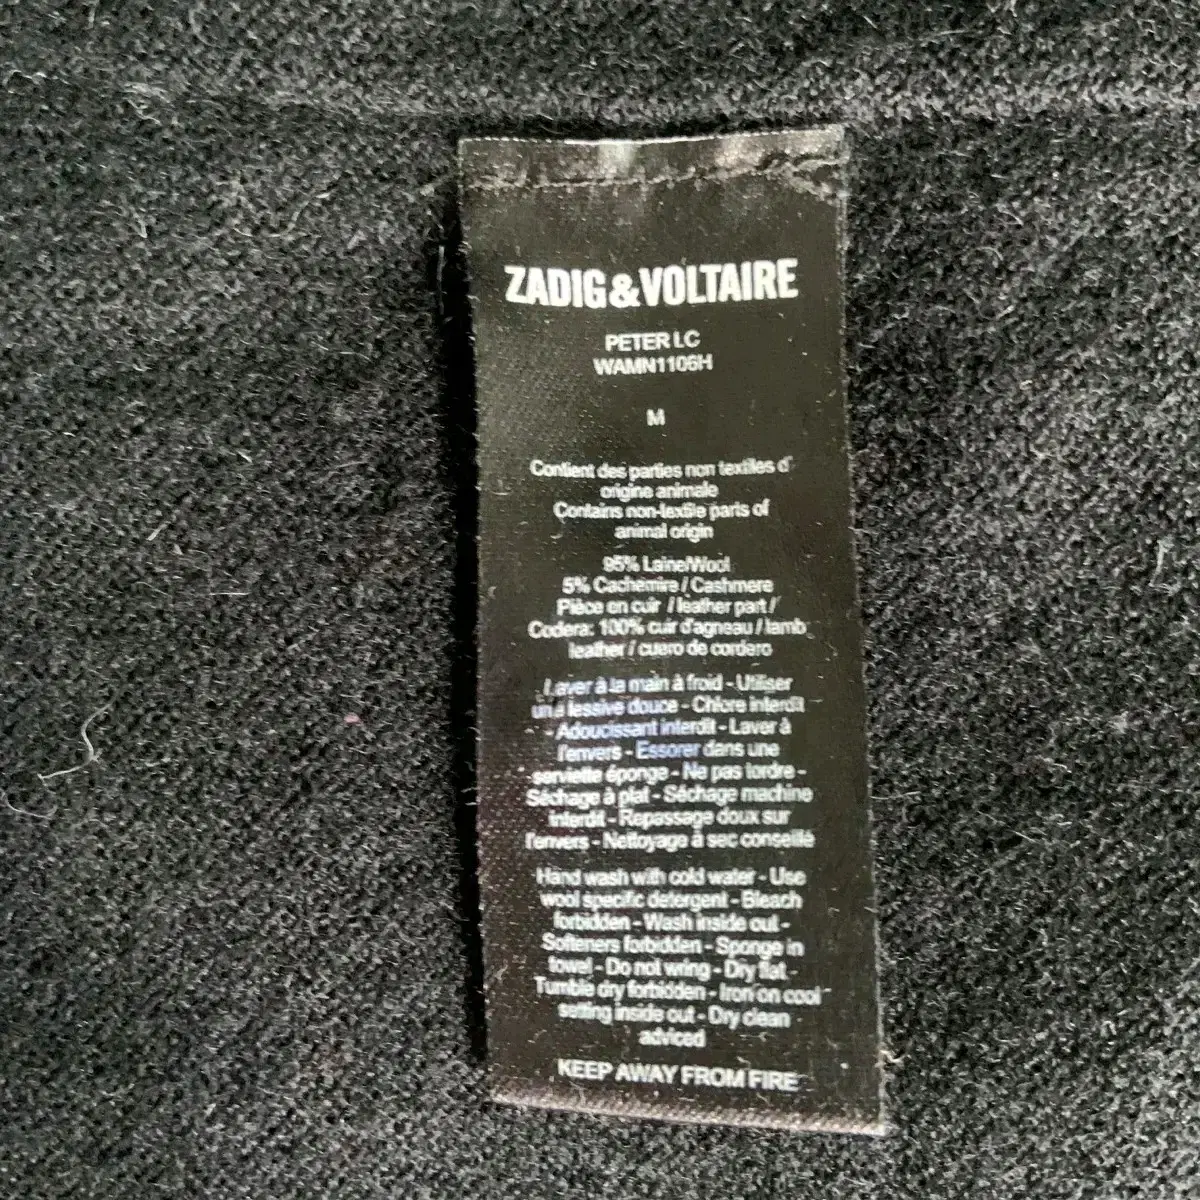 ZADIG&VOLTAIRE
PETER LC
WAMN1106H
M
Contient des parties non textiles d'
origine animale
Contains non-textile parts of
animal origin
95% Laine/Wool
5% Cachemire / Cashmere
Pièce en cuir / leather part /
Codera: 100% cuir d'agneau / lamb
leather / cuero de cordero
Laver à la main à froid - Utiliser
une lessive douce - Chlore interdit
- Adoucissant interdit - Laver à
l'envers - Essorer dans une
serviette éponge - Ne pas tordre -
Séchage à plat - Séchage machine
interdit - Repassage doux sur
l'envers - Nettoyage à sec conseillé
Hand wash with cold water - Use
wool specific detergent - Bleach
forbidden - Wash inside out -
Softeners forbidden - Sponge in
towel - Do not wring - Dry flat -
Tumble dry forbidden - Iron on cool
setting inside out - Dry clean
adviced
KEEP AWAY FROM FIRE